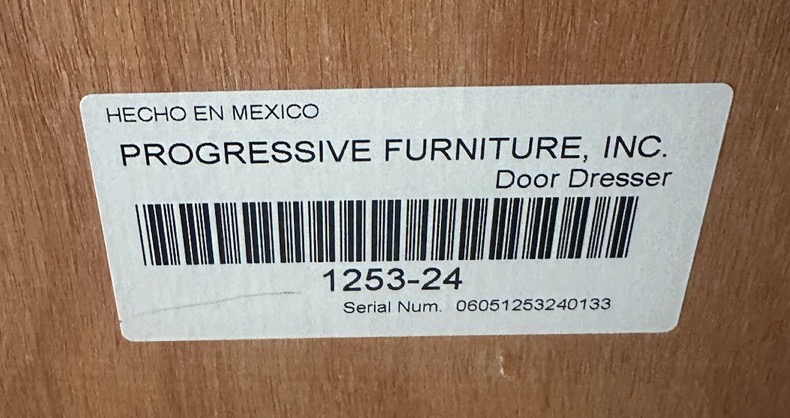 HECHO EN MEXICO
PROGRESSIVE FURNITURE, INC.
Door Dresser
1253-24
Serial Num. 06051253240133